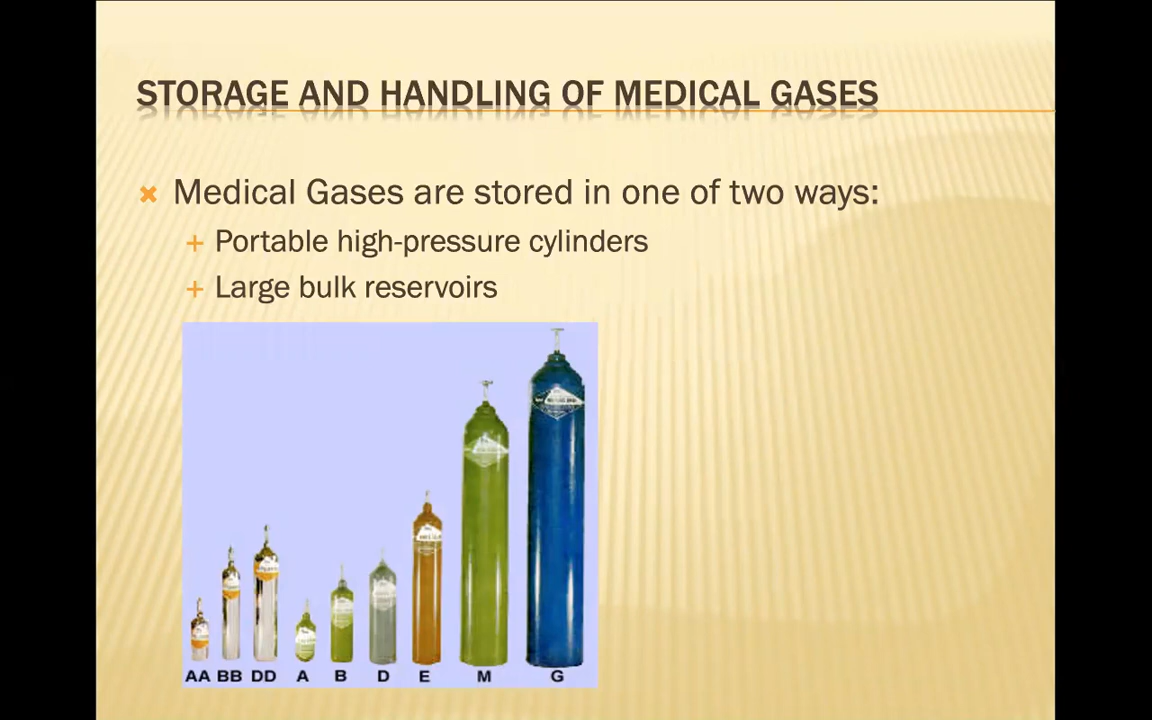 STORAGE AND HANDLING OF MEDICAL GASES
Medical Gases are stored in one of two ways:
Portable high-pressure cylinders
Large bulk reservoirs
AA BB DD A B D E M G